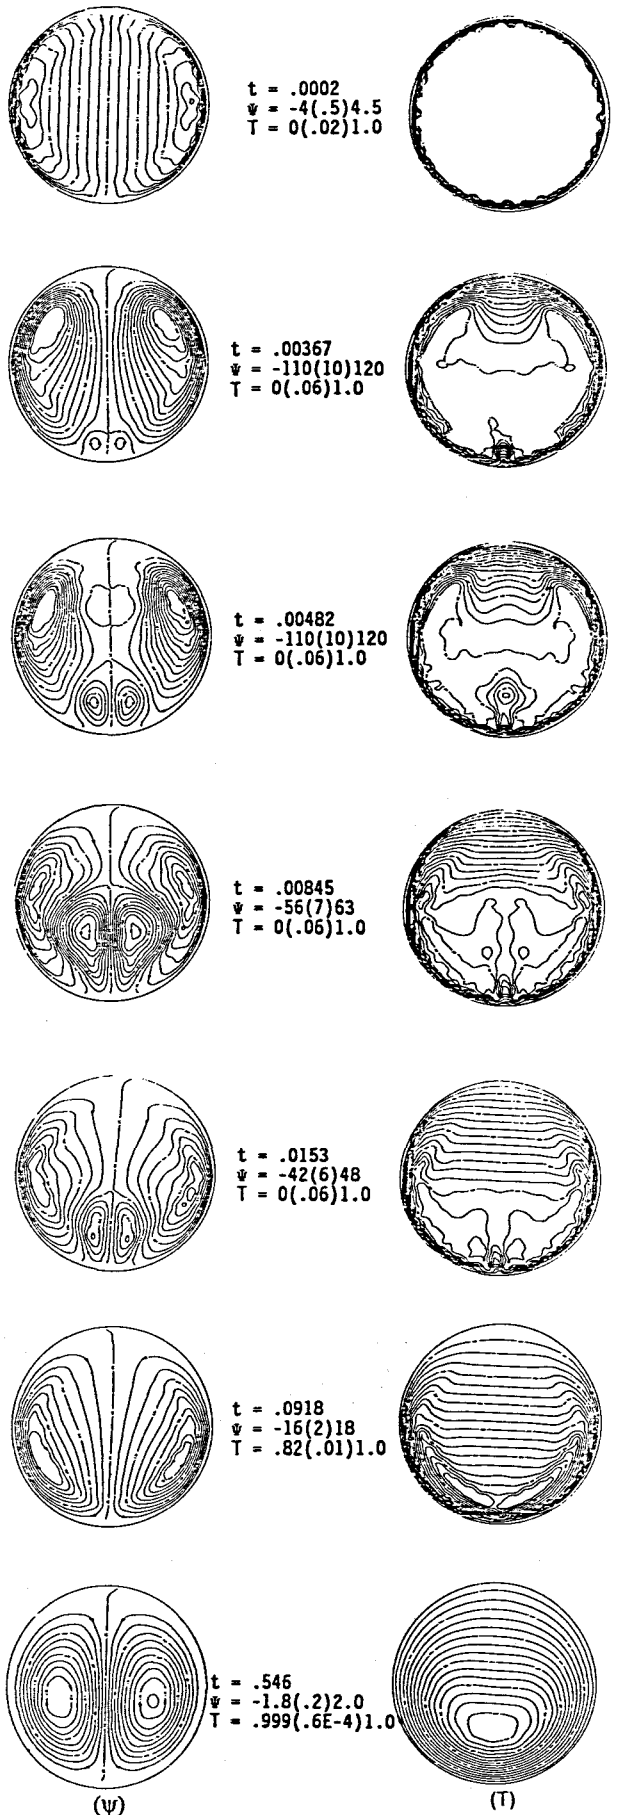 t = .0002
Ψ = -4(.5)4.5
T = 0(.02)1.0
t = .00367
Ψ = -110(10)120
T = 0(.06)1.0
t = .00482
Ψ = -110(10)120
T = 0(.06)1.0
t = .00845
Ψ = -56(7)63
T = 0(.06)1.0
t = .0153
Ψ = -42(6)48
T = 0(.06)1.0
t = .0918
Ψ = -16(2)18
T = .82(.01)1.0
t = .546
Ψ = -1.8(.2)2.0
T = .999(.6E-4)1.0
(Ψ) (T)